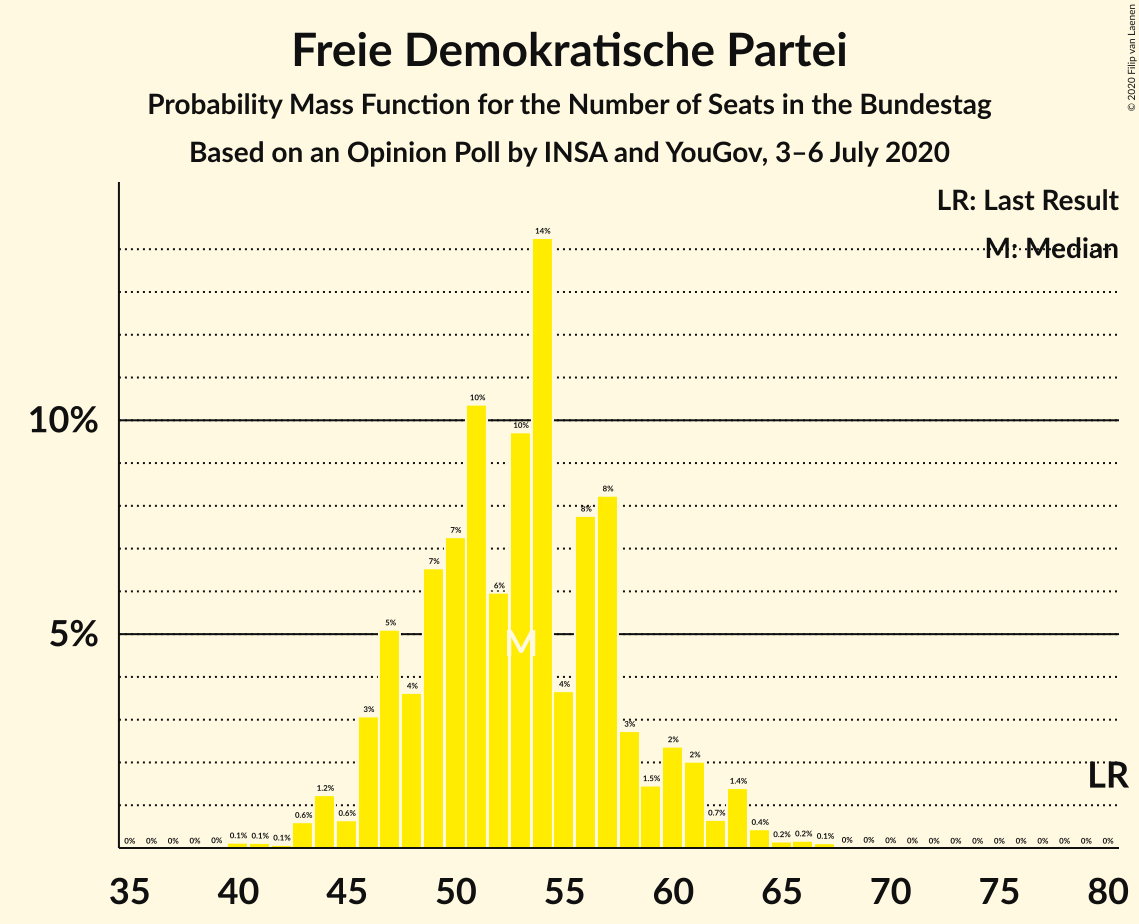 Freie Demokratische Partei
Probability Mass Function for the Number of Seats in the Bundestag
Based on an Opinion Poll by INSA and YouGov, 3–6 July 2020
© 2020 Filip van Laenen
LR: Last Result
M: Median
10%
5%
0% 0% 0% 0% 0% 0.1% 0.1% 0.1% 0.6% 1.2% 0.6% 3% 5% 4% 7% 7% 10% 6% 10% 14% 4% 8% 8% 3% 1.5% 2% 2% 0.7% 1.4% 0.4% 0.2% 0.2% 0.1% 0% 0% 0% 0% 0% 0% 0% 0% 0% 0% 0% 0% 0%
M
LR
35 40 45 50 55 60 65 70 75 80